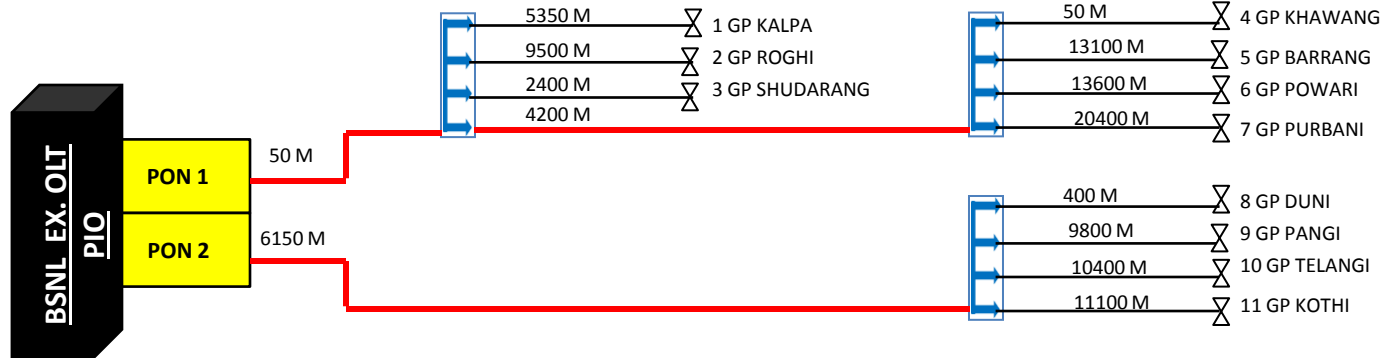 BSNL EX. OLT
PIO
PON 1
PON 2
50 M
6150 M
5350 M
1 GP KALPA
9500 M
2 GP ROGHI
2400 M
3 GP SHUDARANG
4200 M
50 M
4 GP KHAWANG
13100 M
5 GP BARRANG
13600 M
6 GP POWARI
20400 M
7 GP PURBANI
400 M
8 GP DUNI
9800 M
9 GP PANGI
10400 M
10 GP TELANGI
11100 M
11 GP KOTHI